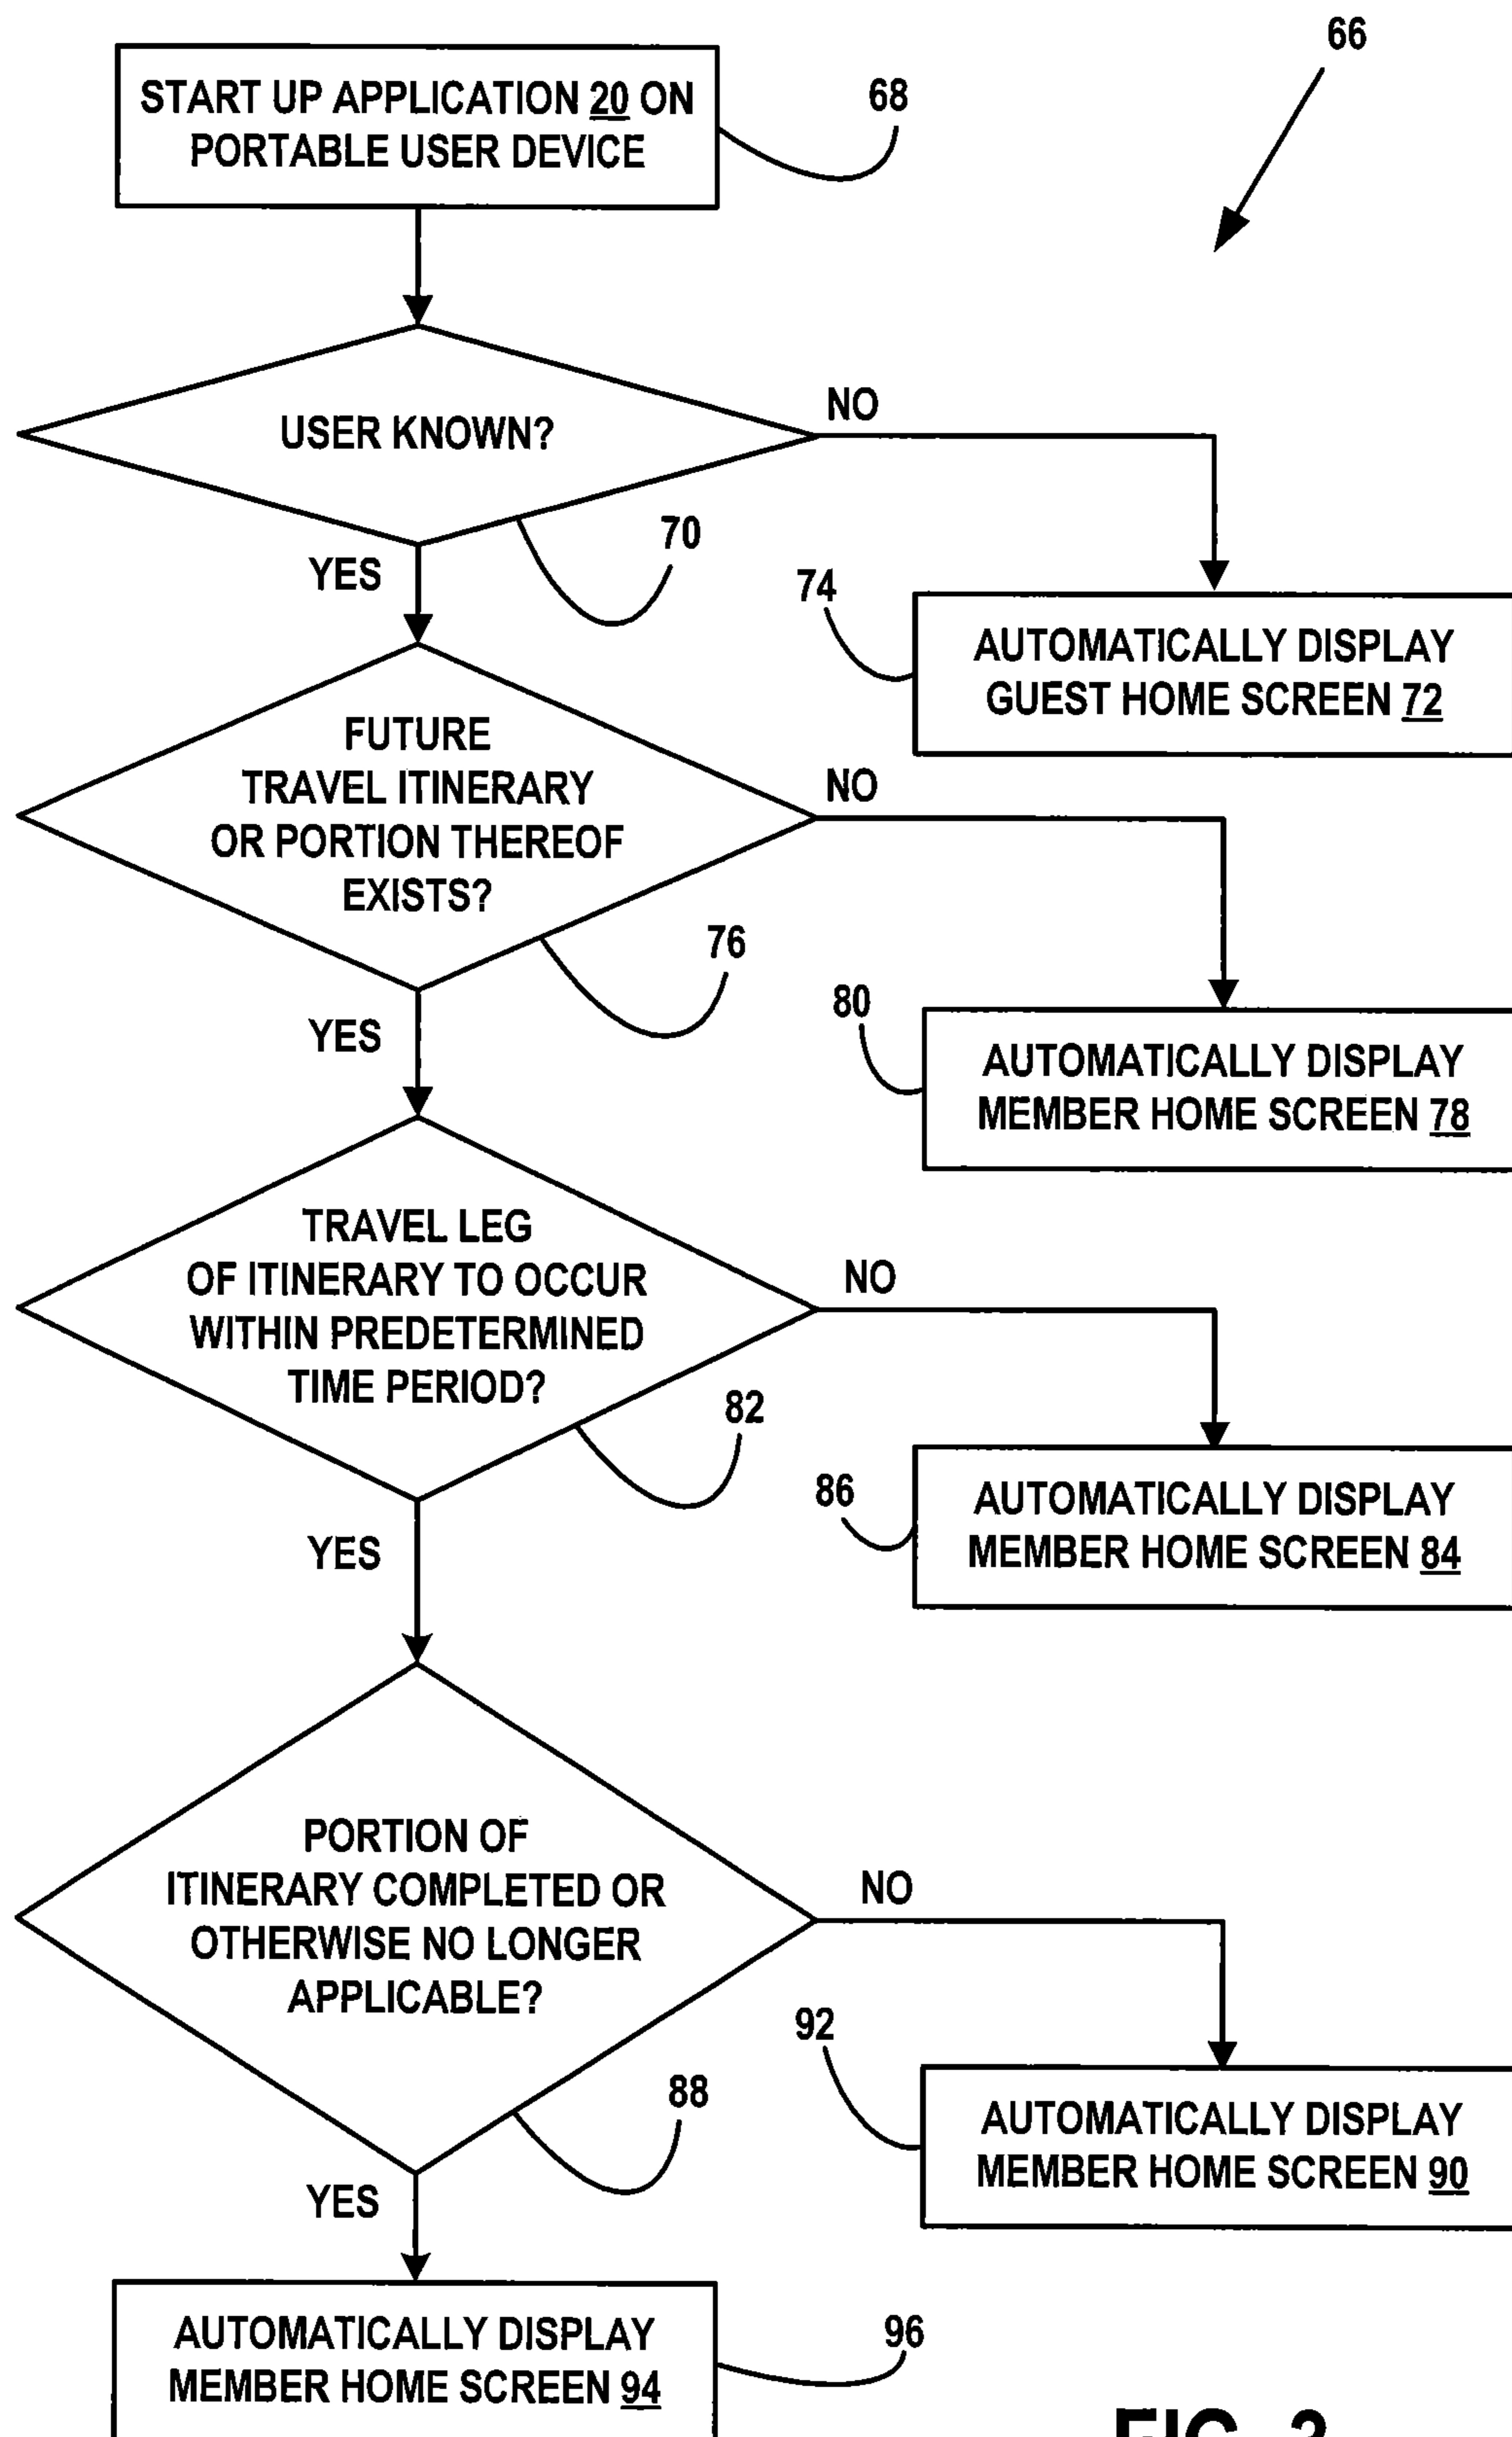 66
START UP APPLICATION 20 ON
PORTABLE USER DEVICE
68
USER KNOWN?
NO
70
YES
74
AUTOMATICALLY DISPLAY
GUEST HOME SCREEN 72
FUTURE
TRAVEL ITINERARY
OR PORTION THEREOF
EXISTS?
NO
76
YES
80
AUTOMATICALLY DISPLAY
MEMBER HOME SCREEN 78
TRAVEL LEG
OF ITINERARY TO OCCUR
WITHIN PREDETERMINED
TIME PERIOD?
NO
82
YES
86
AUTOMATICALLY DISPLAY
MEMBER HOME SCREEN 84
PORTION OF
ITINERARY COMPLETED OR
OTHERWISE NO LONGER
APPLICABLE?
NO
88
YES
92
AUTOMATICALLY DISPLAY
MEMBER HOME SCREEN 90
AUTOMATICALLY DISPLAY
MEMBER HOME SCREEN 94
96
FIG.